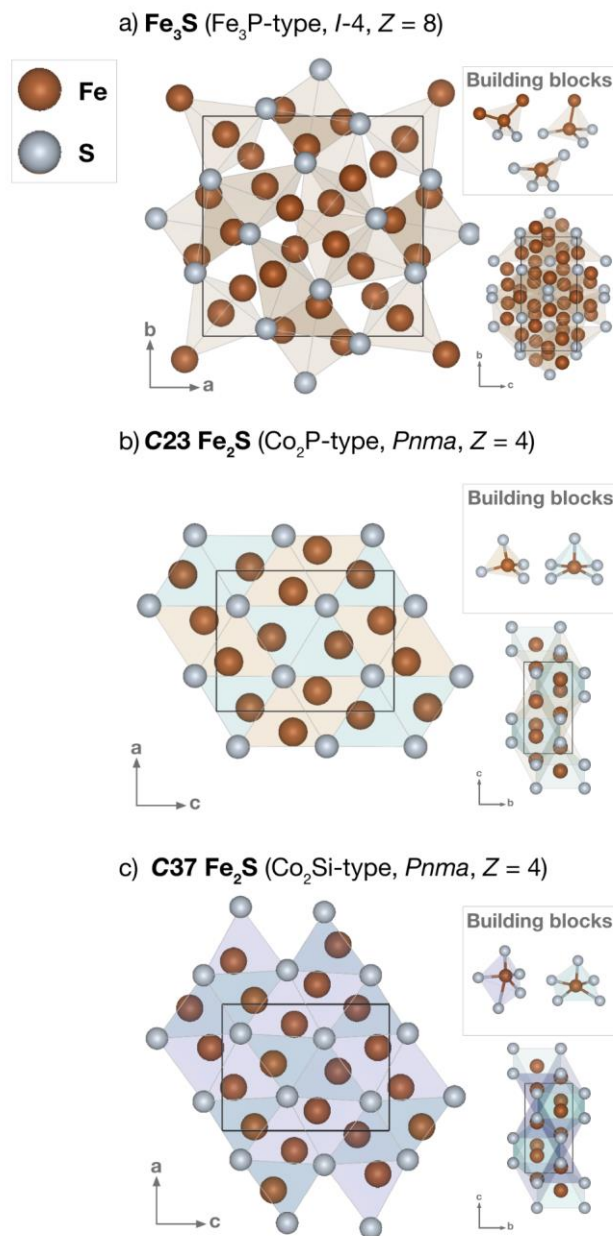 a) Fe₃S (Fe₃P-type, I-4, Z = 8)
Fe
S
Building blocks
b
a
b
c
b) C23 Fe₂S (Co₂P-type, Pnma, Z = 4)
Building blocks
a
c
c
b
c) C37 Fe₂S (Co₂Si-type, Pnma, Z = 4)
Building blocks
a
c
c
b